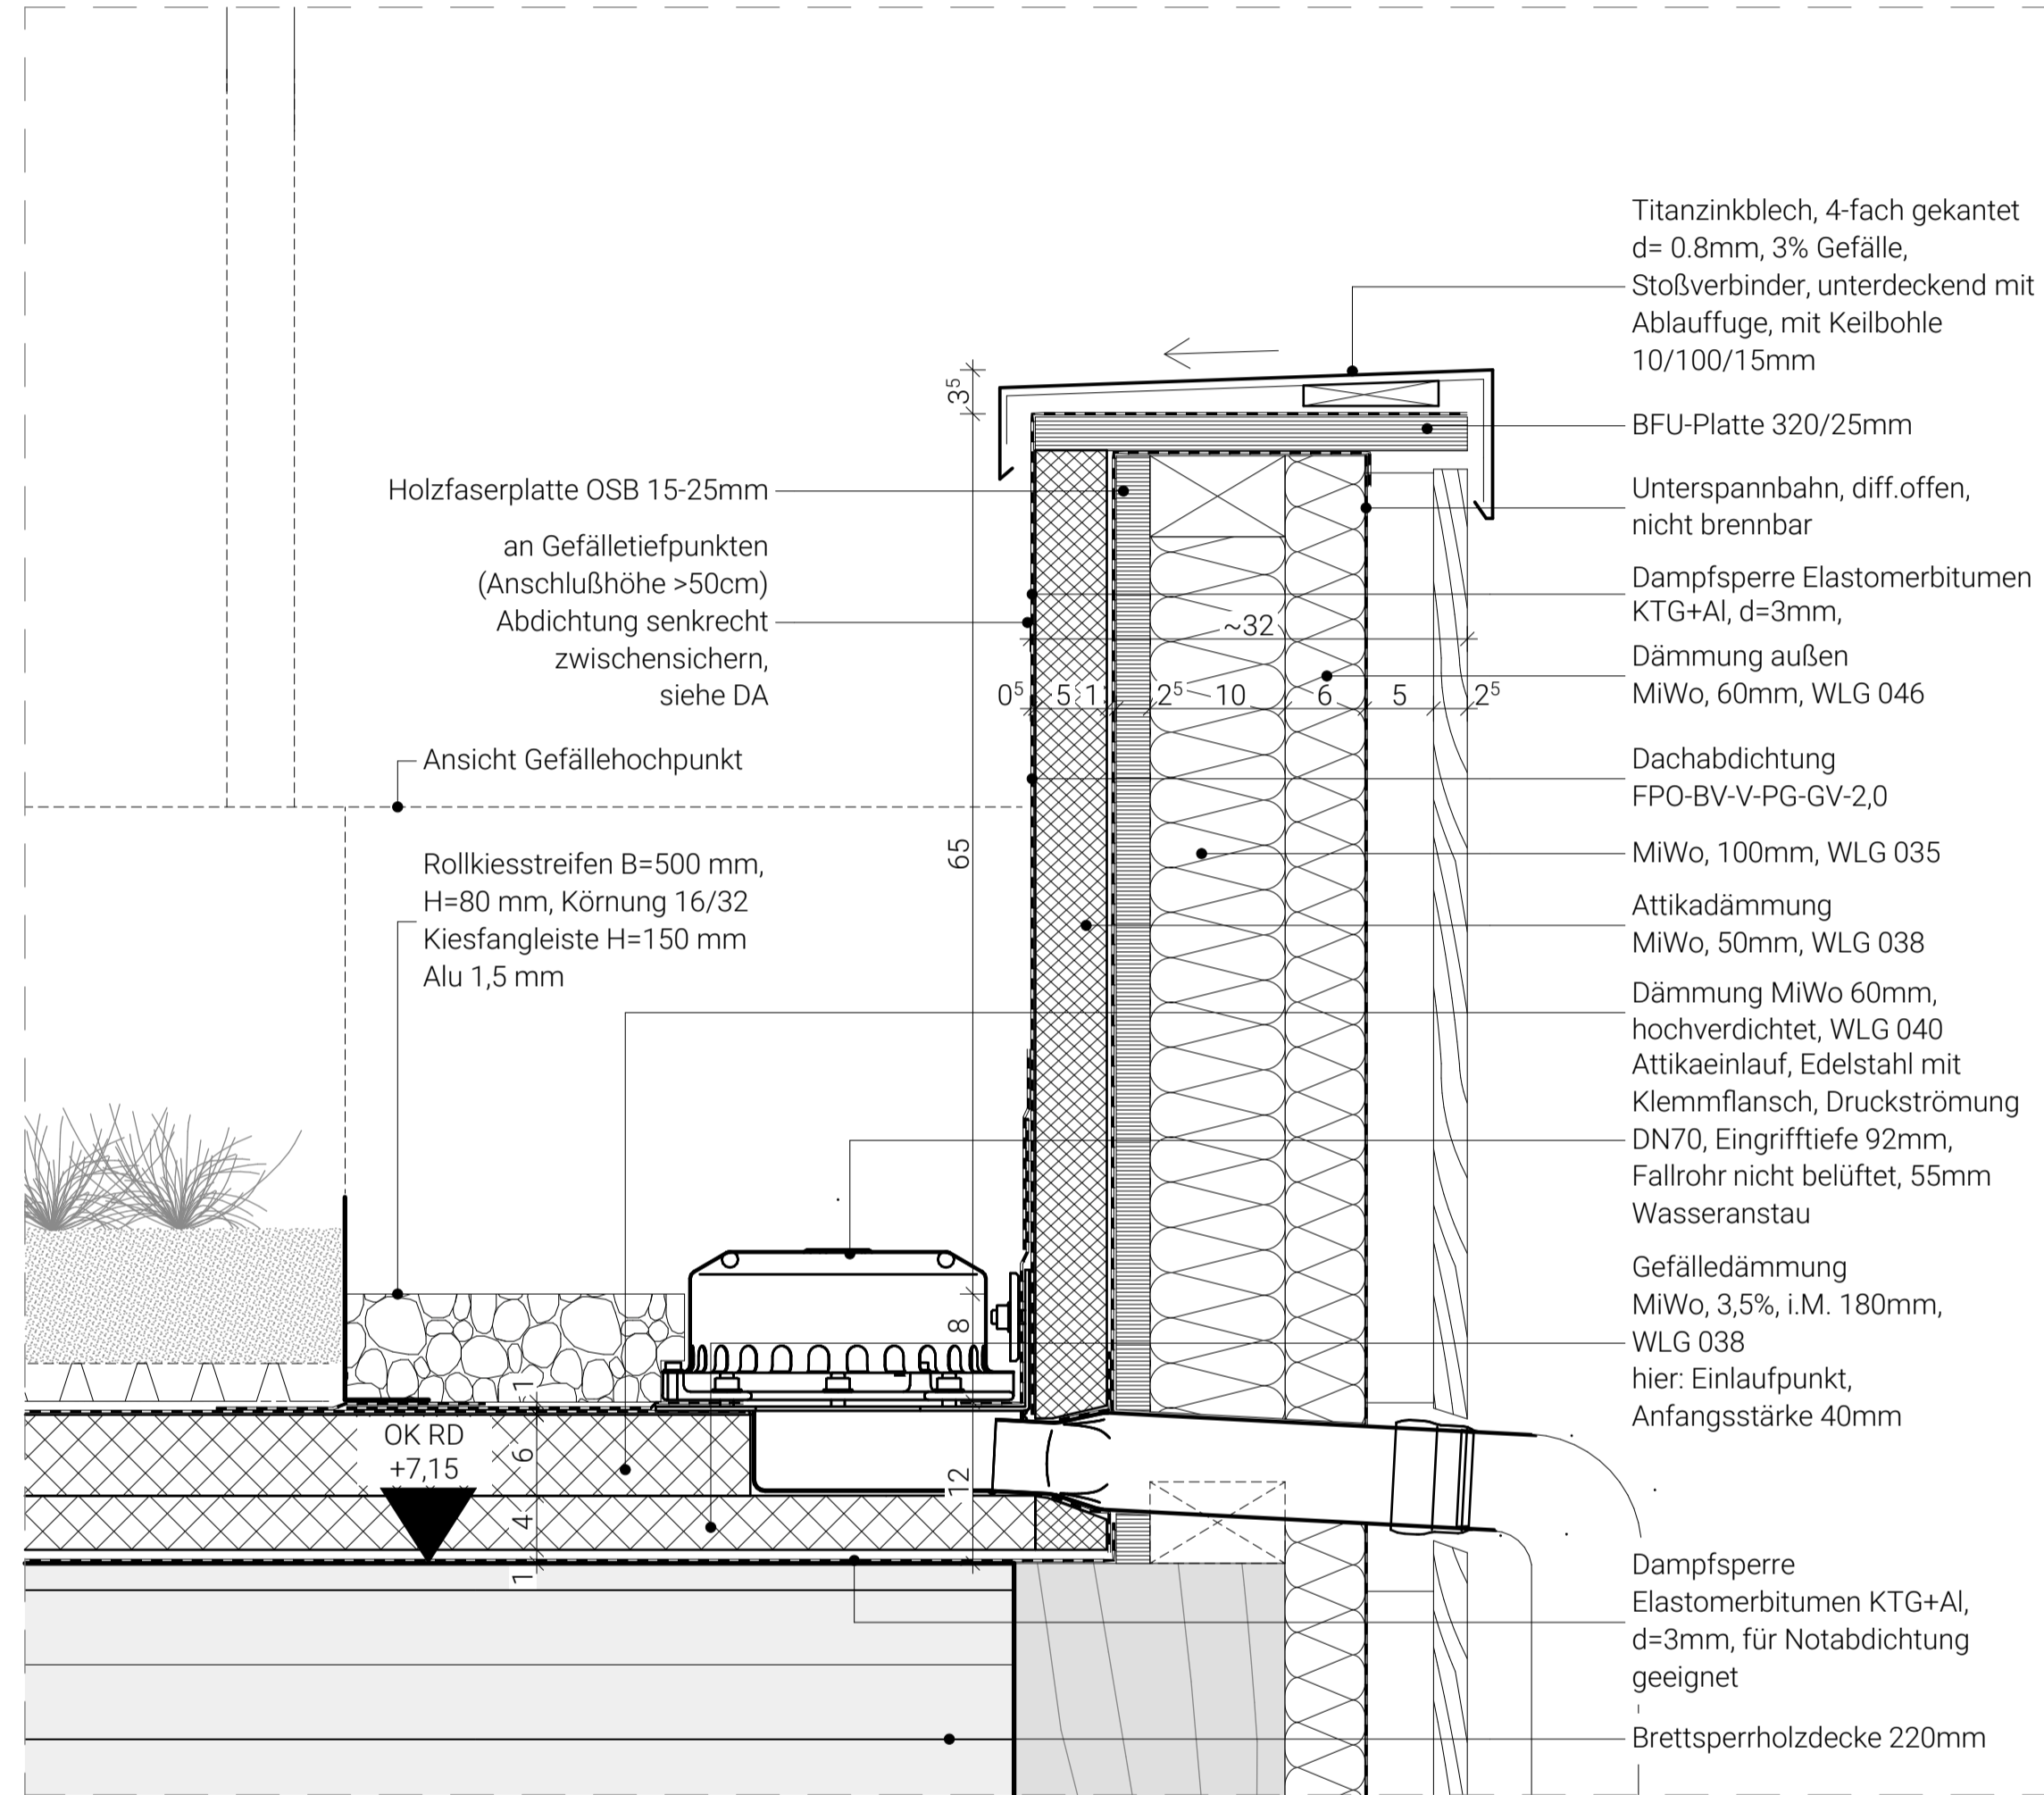 Titanzinkblech, 4-fach gekantet
d= 0.8mm, 3% Gefälle,
Stoßverbinder, unterdeckend mit
Ablauffuge, mit Keilbohle
10/100/15mm
BFU-Platte 320/25mm
Unterspannbahn, diff.offen,
nicht brennbar
Dampfsperre Elastomerbitumen
KTG+Al, d=3mm,
Dämmung außen
MiWo, 60mm, WLG 046
Dachabdichtung
FPO-BV-V-PG-GV-2,0
MiWo, 100mm, WLG 035
Attikadämmung
MiWo, 50mm, WLG 038
Dämmung MiWo 60mm,
hochverdichtet, WLG 040
Attikaeinlauf, Edelstahl mit
Klemmflansch, Druckströmung
DN70, Eingrifftiefe 92mm,
Fallrohr nicht belüftet, 55mm
Wasseranstau
Gefälledämmung
MiWo, 3,5%, i.M. 180mm,
WLG 038
hier: Einlaufpunkt,
Anfangsstärke 40mm
Dampfsperre
Elastomerbitumen KTG+Al,
d=3mm, für Notabdichtung
geeignet
Brettsperrholzdecke 220mm
Holzfaserplatte OSB 15-25mm
an Gefälletiefpunkten
(Anschlußhöhe >50cm)
Abdichtung senkrecht
zwischensichern,
siehe DA
Ansicht Gefällehochpunkt
Rollkiesstreifen B=500 mm,
H=80 mm, Körnung 16/32
Kiesfangleiste H=150 mm
Alu 1,5 mm
3⁵
65
8
12
~32
0⁵ 5 1 2⁵ 10 6 5 2�5
1
6
4
1
OK RD
+7,15